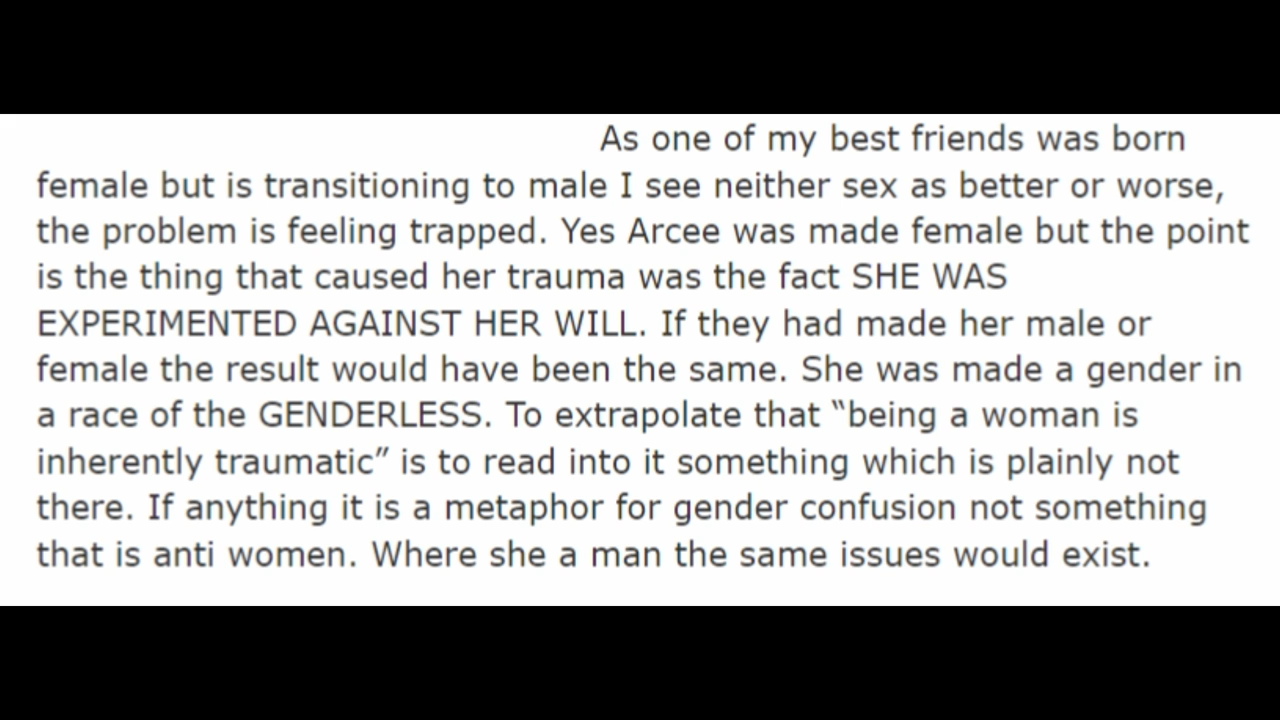 As one of my best friends was born
female but is transitioning to male I see neither sex as better or worse,
the problem is feeling trapped. Yes Arcee was made female but the point
is the thing that caused her trauma was the fact SHE WAS
EXPERIMENTED AGAINST HER WILL. If they had made her male or
female the result would have been the same. She was made a gender in
a race of the GENDERLESS. To extrapolate that “being a woman is
inherently traumatic” is to read into it something which is plainly not
there. If anything it is a metaphor for gender confusion not something
that is anti women. Where she a man the same issues would exist.